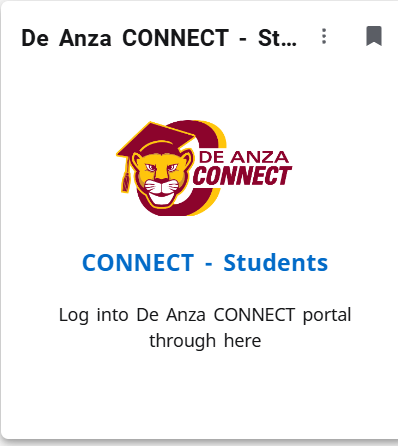 De Anza CONNECT - St...
DE ANZA
CONNECT
CONNECT - Students
Log into De Anza CONNECT portal
through here